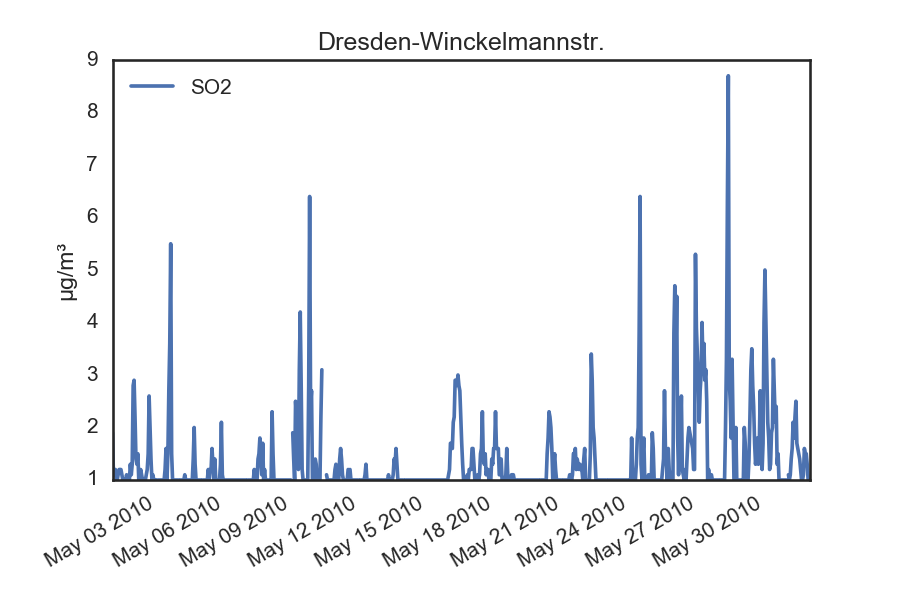 Dresden-Winckelmannstr.
SO2
µg/m³
9
8
7
6
5
4
3
2
1
May 03 2010
May 06 2010
May 09 2010
May 12 2010
May 15 2010
May 18 2010
May 21 2010
May 24 2010
May 27 2010
May 30 2010